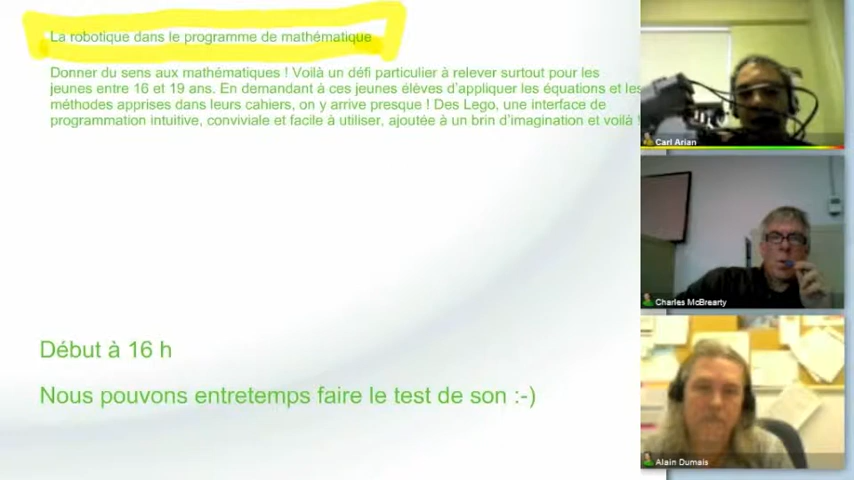 La robotique dans le programme de mathématique
Donner du sens aux mathématiques ! Voilà un défi particulier à relever surtout pour les
jeunes entre 16 et 19 ans. En demandant à ces jeunes élèves d'appliquer les équations et les
méthodes apprises dans leurs cahiers, on y arrive presque ! Des Lego, une interface de
programmation intuitive, conviviale et facile à utiliser, ajoutée à un brin d'imagination et voilà !
Début à 16 h
Nous pouvons entretemps faire le test de son :-)
Carl Arian
Charles McBrearty
Alain Dumais